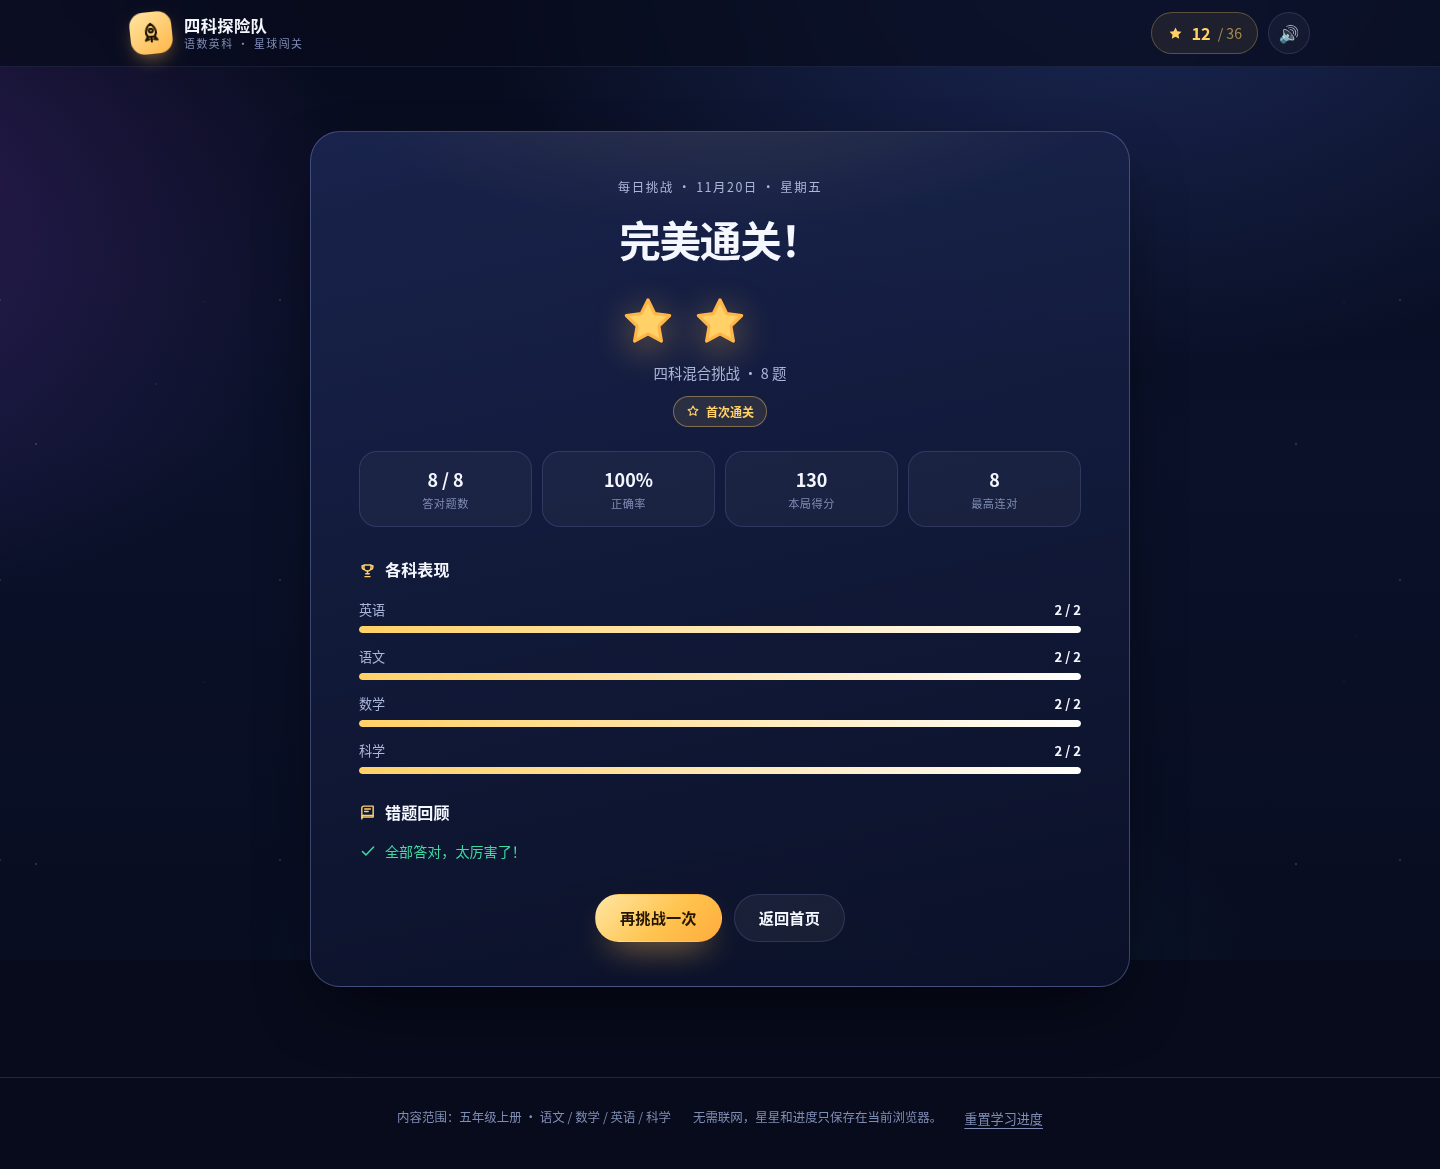 四科探险队
语数英科 · 星球闯关
12 / 36
每日挑战 · 11月20日 · 星期五
完美通关!
四科混合挑战 · 8 题
首次通关
8 / 8
答对题数
100%
正确率
130
本局得分
8
最高连对
各科表现
英语 2 / 2
语文 2 / 2
数学 2 / 2
科学 2 / 2
错题回顾
全部答对，太厉害了！
再挑战一次
返回首页
内容范围：五年级上册 · 语文 / 数学 / 英语 / 科学 无需联网，星星和进度只保存在当前浏览器。 重置学习进度